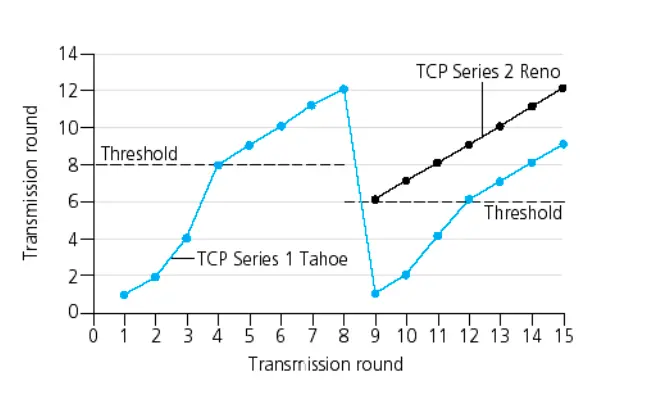 14
12
10
8
6
4
2
0
Transmission round
TCP Series 2 Reno
Threshold
Threshold
TCP Series 1 Tahoe
0 1 2 3 4 5 6 7 8 9 10 11 12 13 14 15
Transmission round